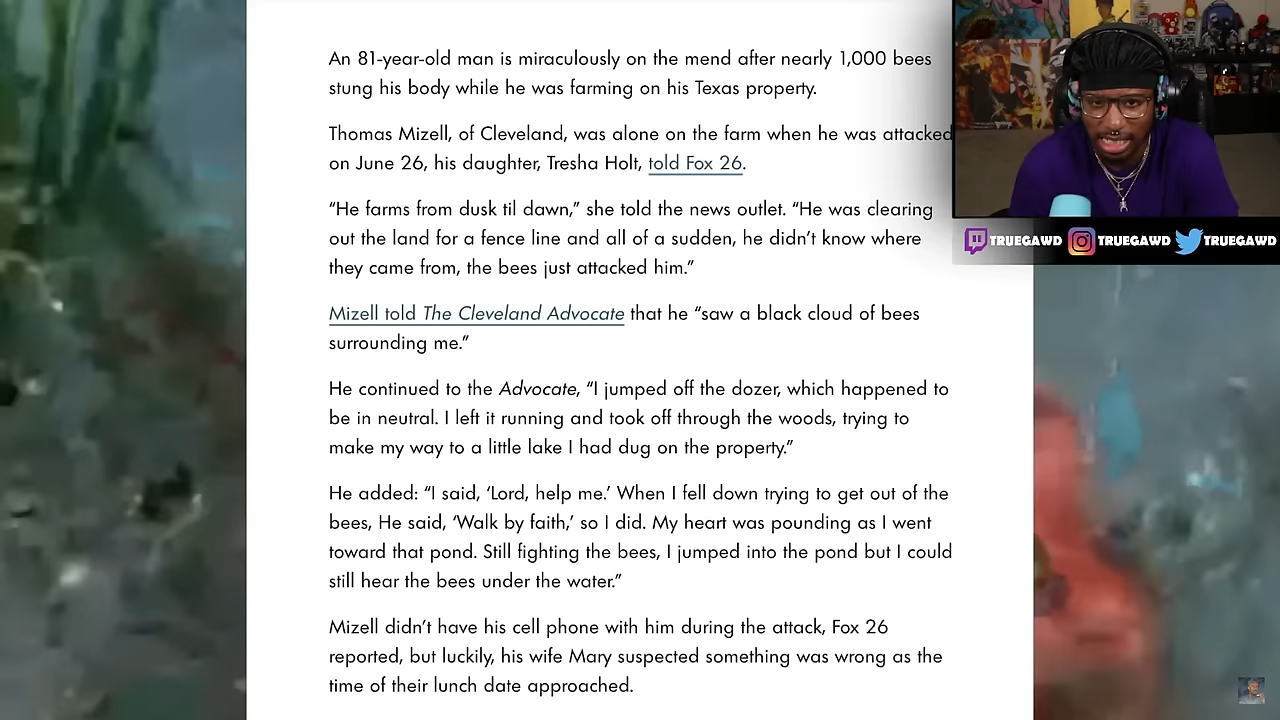 An 81-year-old man is miraculously on the mend after nearly 1,000 bees
stung his body while he was farming on his Texas property.
Thomas Mizell, of Cleveland, was alone on the farm when he was attacked
on June 26, his daughter, Tresha Holt, told Fox 26.
“He farms from dusk til dawn,” she told the news outlet. “He was clearing
out the land for a fence line and all of a sudden, he didn’t know where
they came from, the bees just attacked him.”
Mizell told The Cleveland Advocate that he “saw a black cloud of bees
surrounding me.”
He continued to the Advocate, “I jumped off the dozer, which happened to
be in neutral. I left it running and took off through the woods, trying to
make my way to a little lake I had dug on the property.”
He added: “I said, ‘Lord, help me.’ When I fell down trying to get out of the
bees, He said, ‘Walk by faith,’ so I did. My heart was pounding as I went
toward that pond. Still fighting the bees, I jumped into the pond but I could
still hear the bees under the water.”
Mizell didn’t have his cell phone with him during the attack, Fox 26
reported, but luckily, his wife Mary suspected something was wrong as the
time of their lunch date approached.
TRUEGAWD TRUEGAWD TRUEGAWD